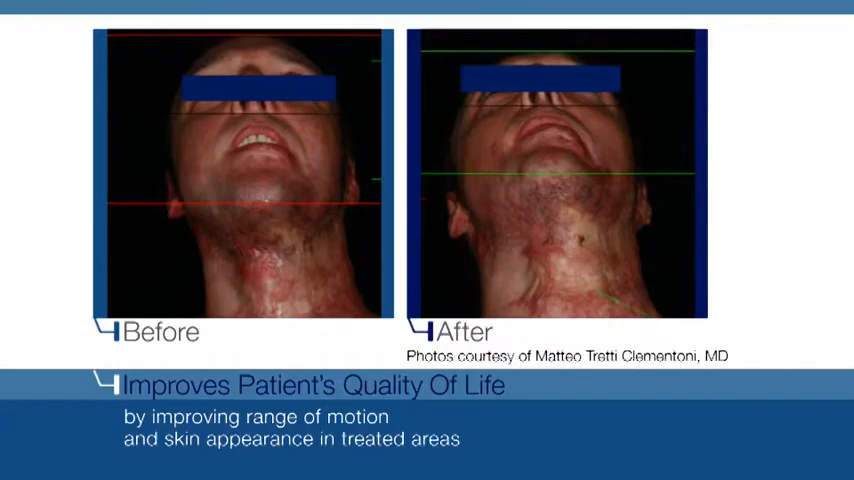 Before
After
Photos courtesy of Matteo Tretti Clementoni, MD
Improves Patient's Quality Of Life
by improving range of motion
and skin appearance in treated areas